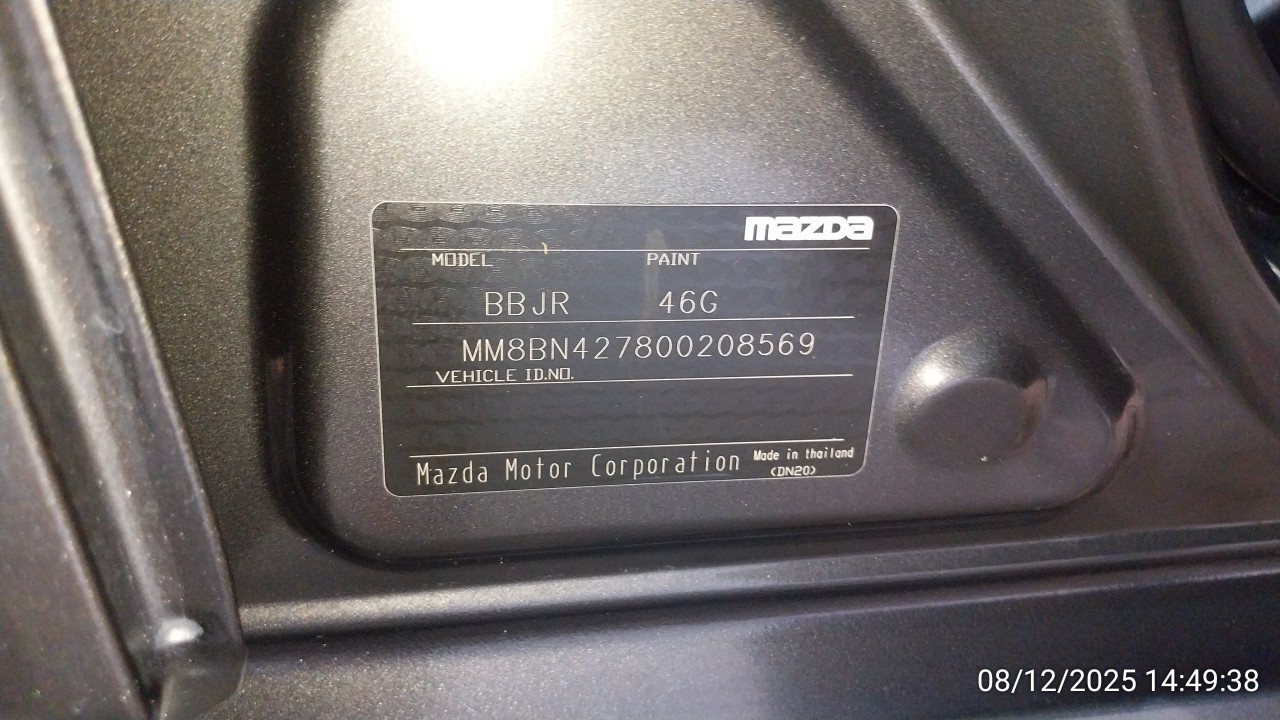 mazda
MODEL PAINT
BBJR 46G
MM8BN427800208569
VEHICLE ID.NO.
Mazda Motor Corporation Made in thailand
(DN20)
08/12/2025 14:49:38